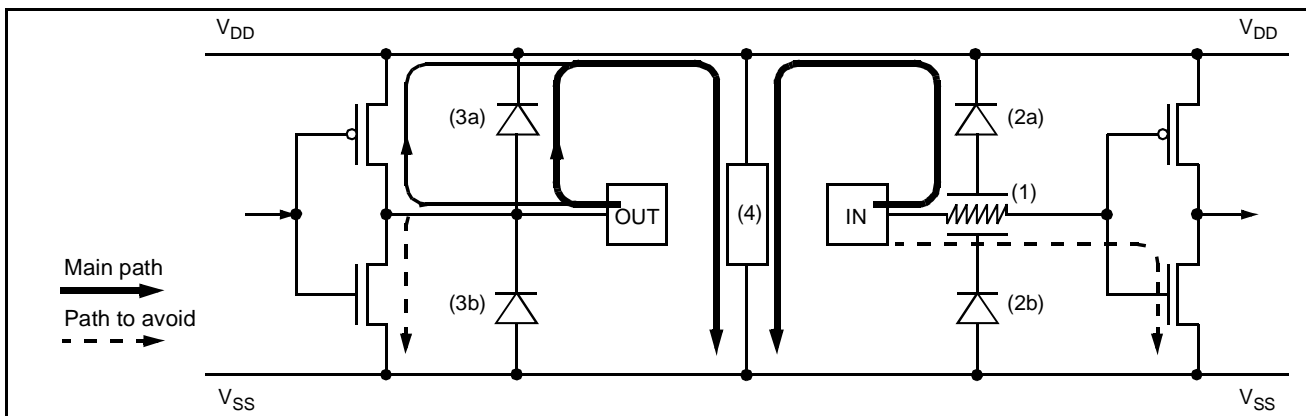 V_DD V_DD
(3a) (2a)
(1)
OUT (4) IN
Main path
(3b) (2b)
Path to avoid
V_SS V_SS